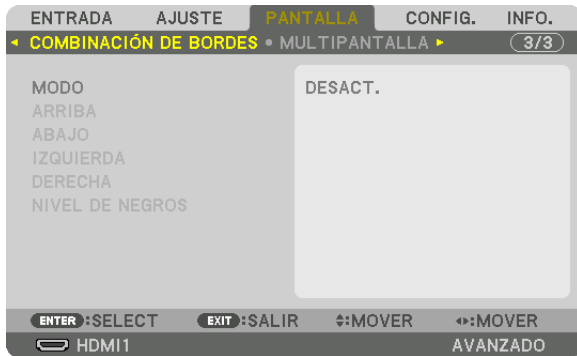 ENTRADA AJUSTE PANTALLA CONFIG. INFO.
COMBINACIÓN DE BORDES • MULTIPANTALLA 3/3
MODO DESACT.
ARRIBA
ABAJO
IZQUIERDA
DERECHA
NIVEL DE NEGROS
ENTER :SELECT EXIT :SALIR :MOVER :MOVER
HDMI1 AVANZADO